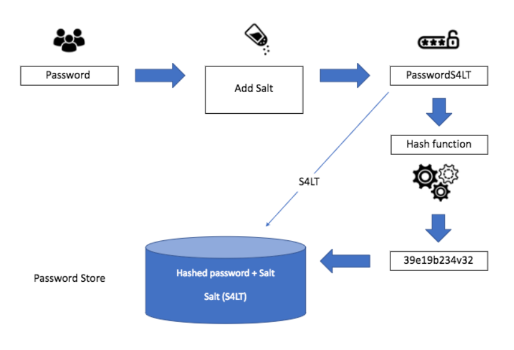 Password
Add Salt
PasswordS4LT
Hash function
S4LT
39e19b234v32
Hashed password + Salt
Salt (S4LT)
Password Store